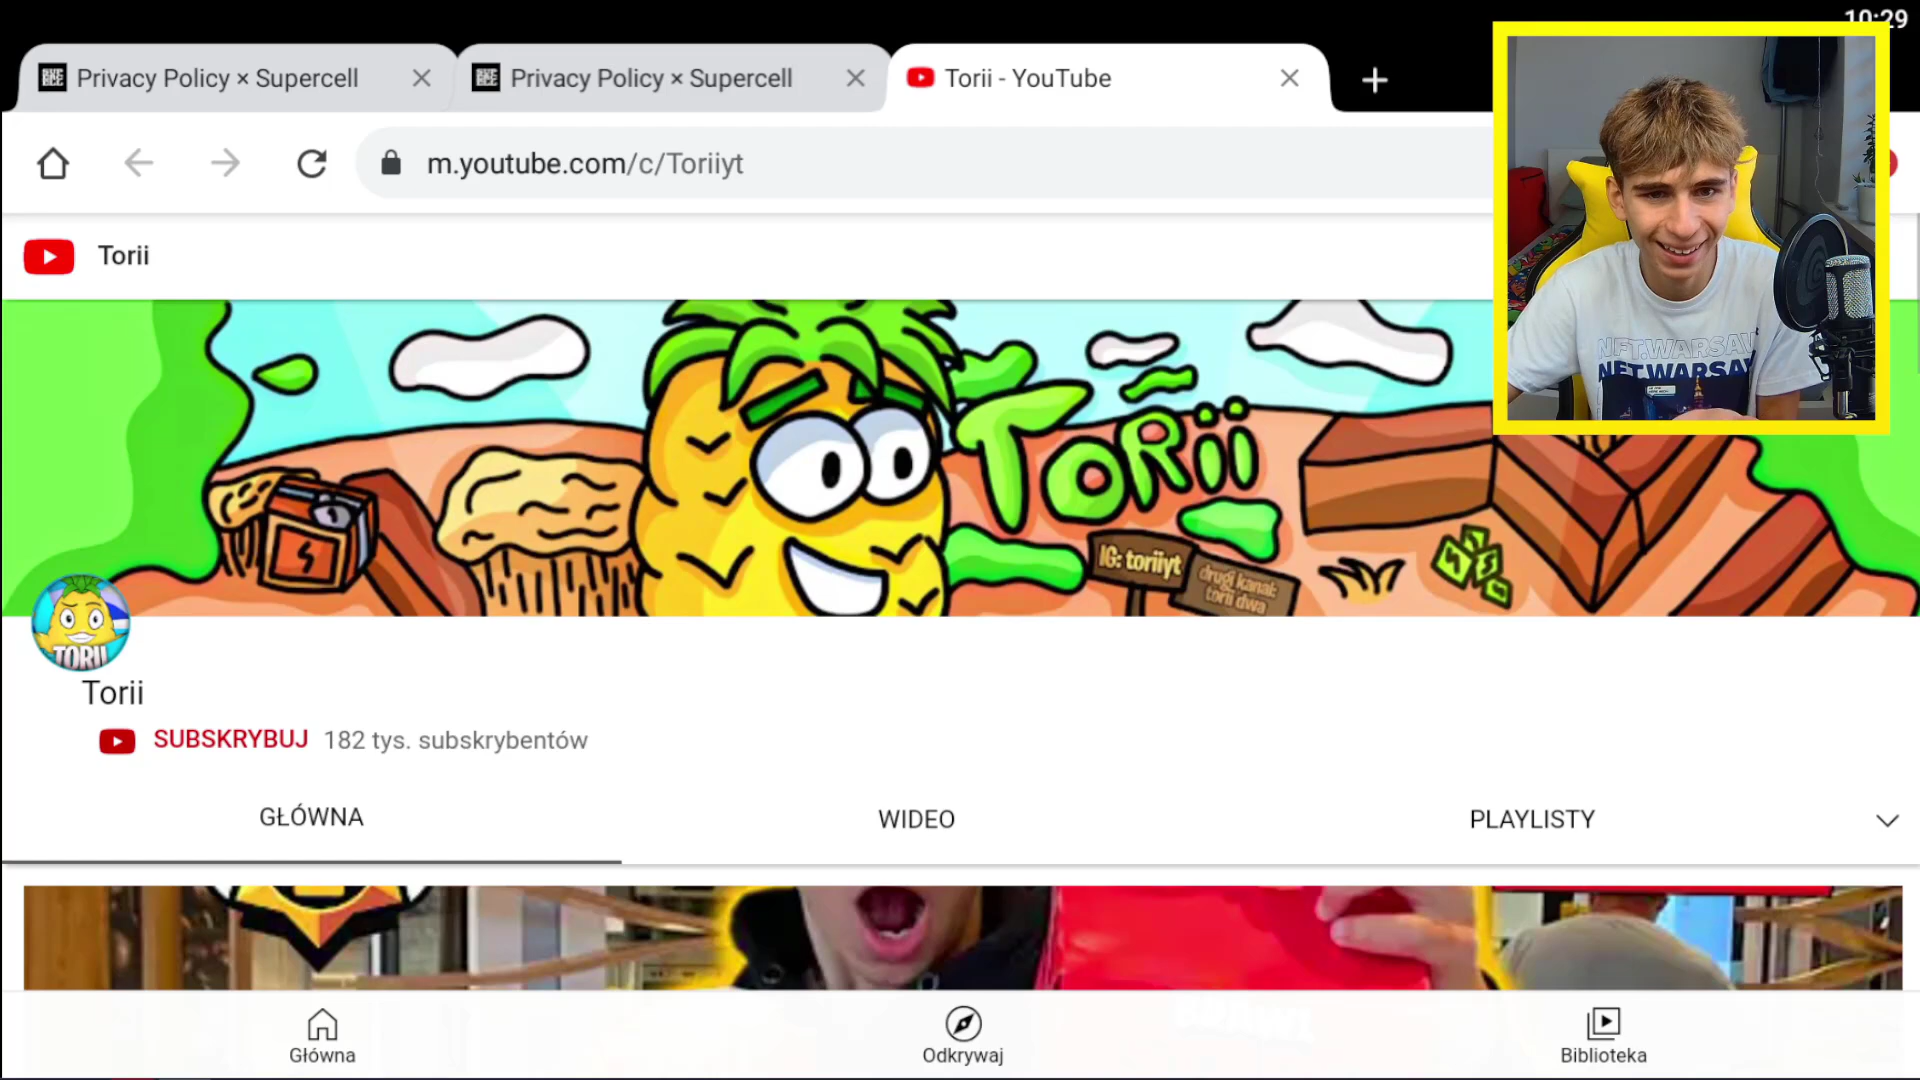 10:29
Privacy Policy × Supercell
Privacy Policy × Supercell
Torii - YouTube
m.youtube.com/c/Toriiyt
Torii
NFT.WARSAW
NFT.WARSAW
TORii
IG: toriiyt
drugi kanał:
torii dwa
TORII
Torii
SUBSKRYBUJ 182 tys. subskrybentów
GŁÓWNA
WIDEO
PLAYLISTY
Główna
Odkrywaj
Biblioteka